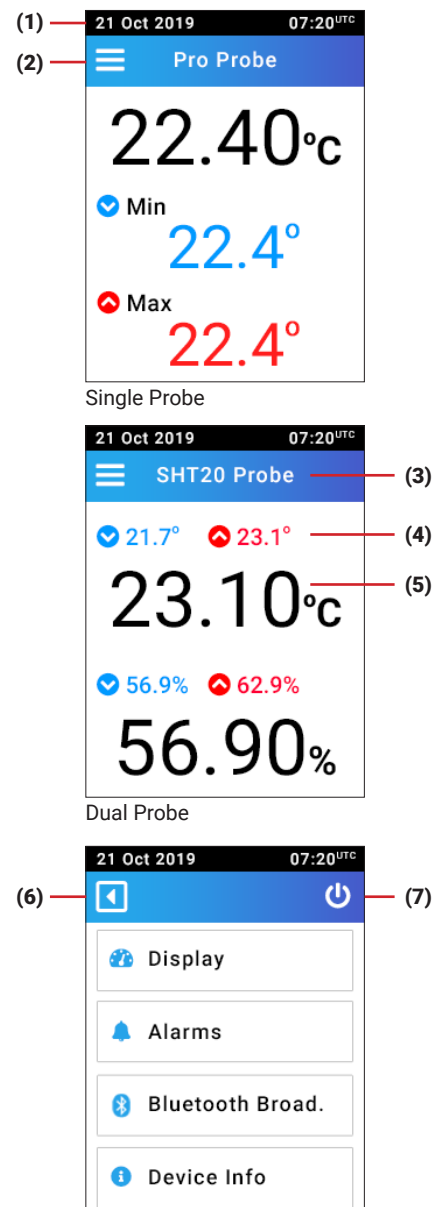 (1) 21 Oct 2019 07:20UTC
(2) Pro Probe
22.40°C
Min
22.4°
Max
22.4°
Single Probe
21 Oct 2019 07:20UTC
SHT20 Probe (3)
21.7° 23.1° (4)
23.10°C (5)
56.9% 62.9%
56.90%
Dual Probe
21 Oct 2019 07:20UTC
(6) (7)
Display
Alarms
Bluetooth Broad.
Device Info